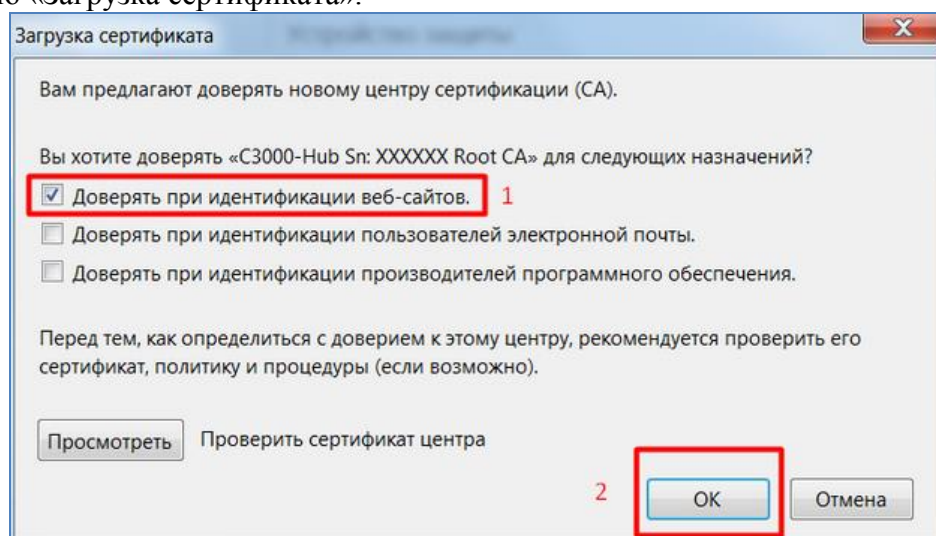 «Загрузка сертификата».
Загрузка сертификата
Вам предлагают доверять новому центру сертификации (CA).
Вы хотите доверять «C3000-Hub Sn: XXXXXX Root CA» для следующих назначений?
Доверять при идентификации веб-сайтов. 1
Доверять при идентификации пользователей электронной почты.
Доверять при идентификации производителей программного обеспечения.
Перед тем, как определиться с доверием к этому центру, рекомендуется проверить его
сертификат, политику и процедуры (если возможно).
Просмотреть Проверить сертификат центра
2 ОК Отмена